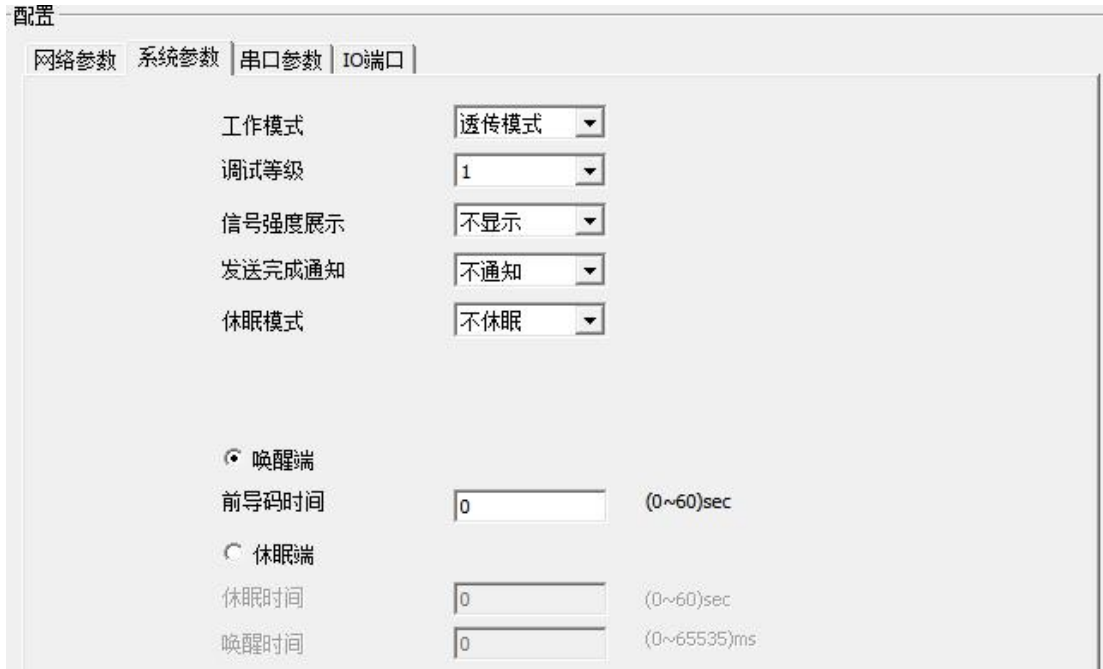 配置
网络参数 系统参数 串口参数 IO端口
工作模式 透传模式
调试等级 1
信号强度展示 不显示
发送完成通知 不通知
休眠模式 不休眠
唤醒端
前导码时间 0 (0~60)sec
休眠端
休眠时间 0 (0~60)sec
唤醒时间 0 (0~65535)ms